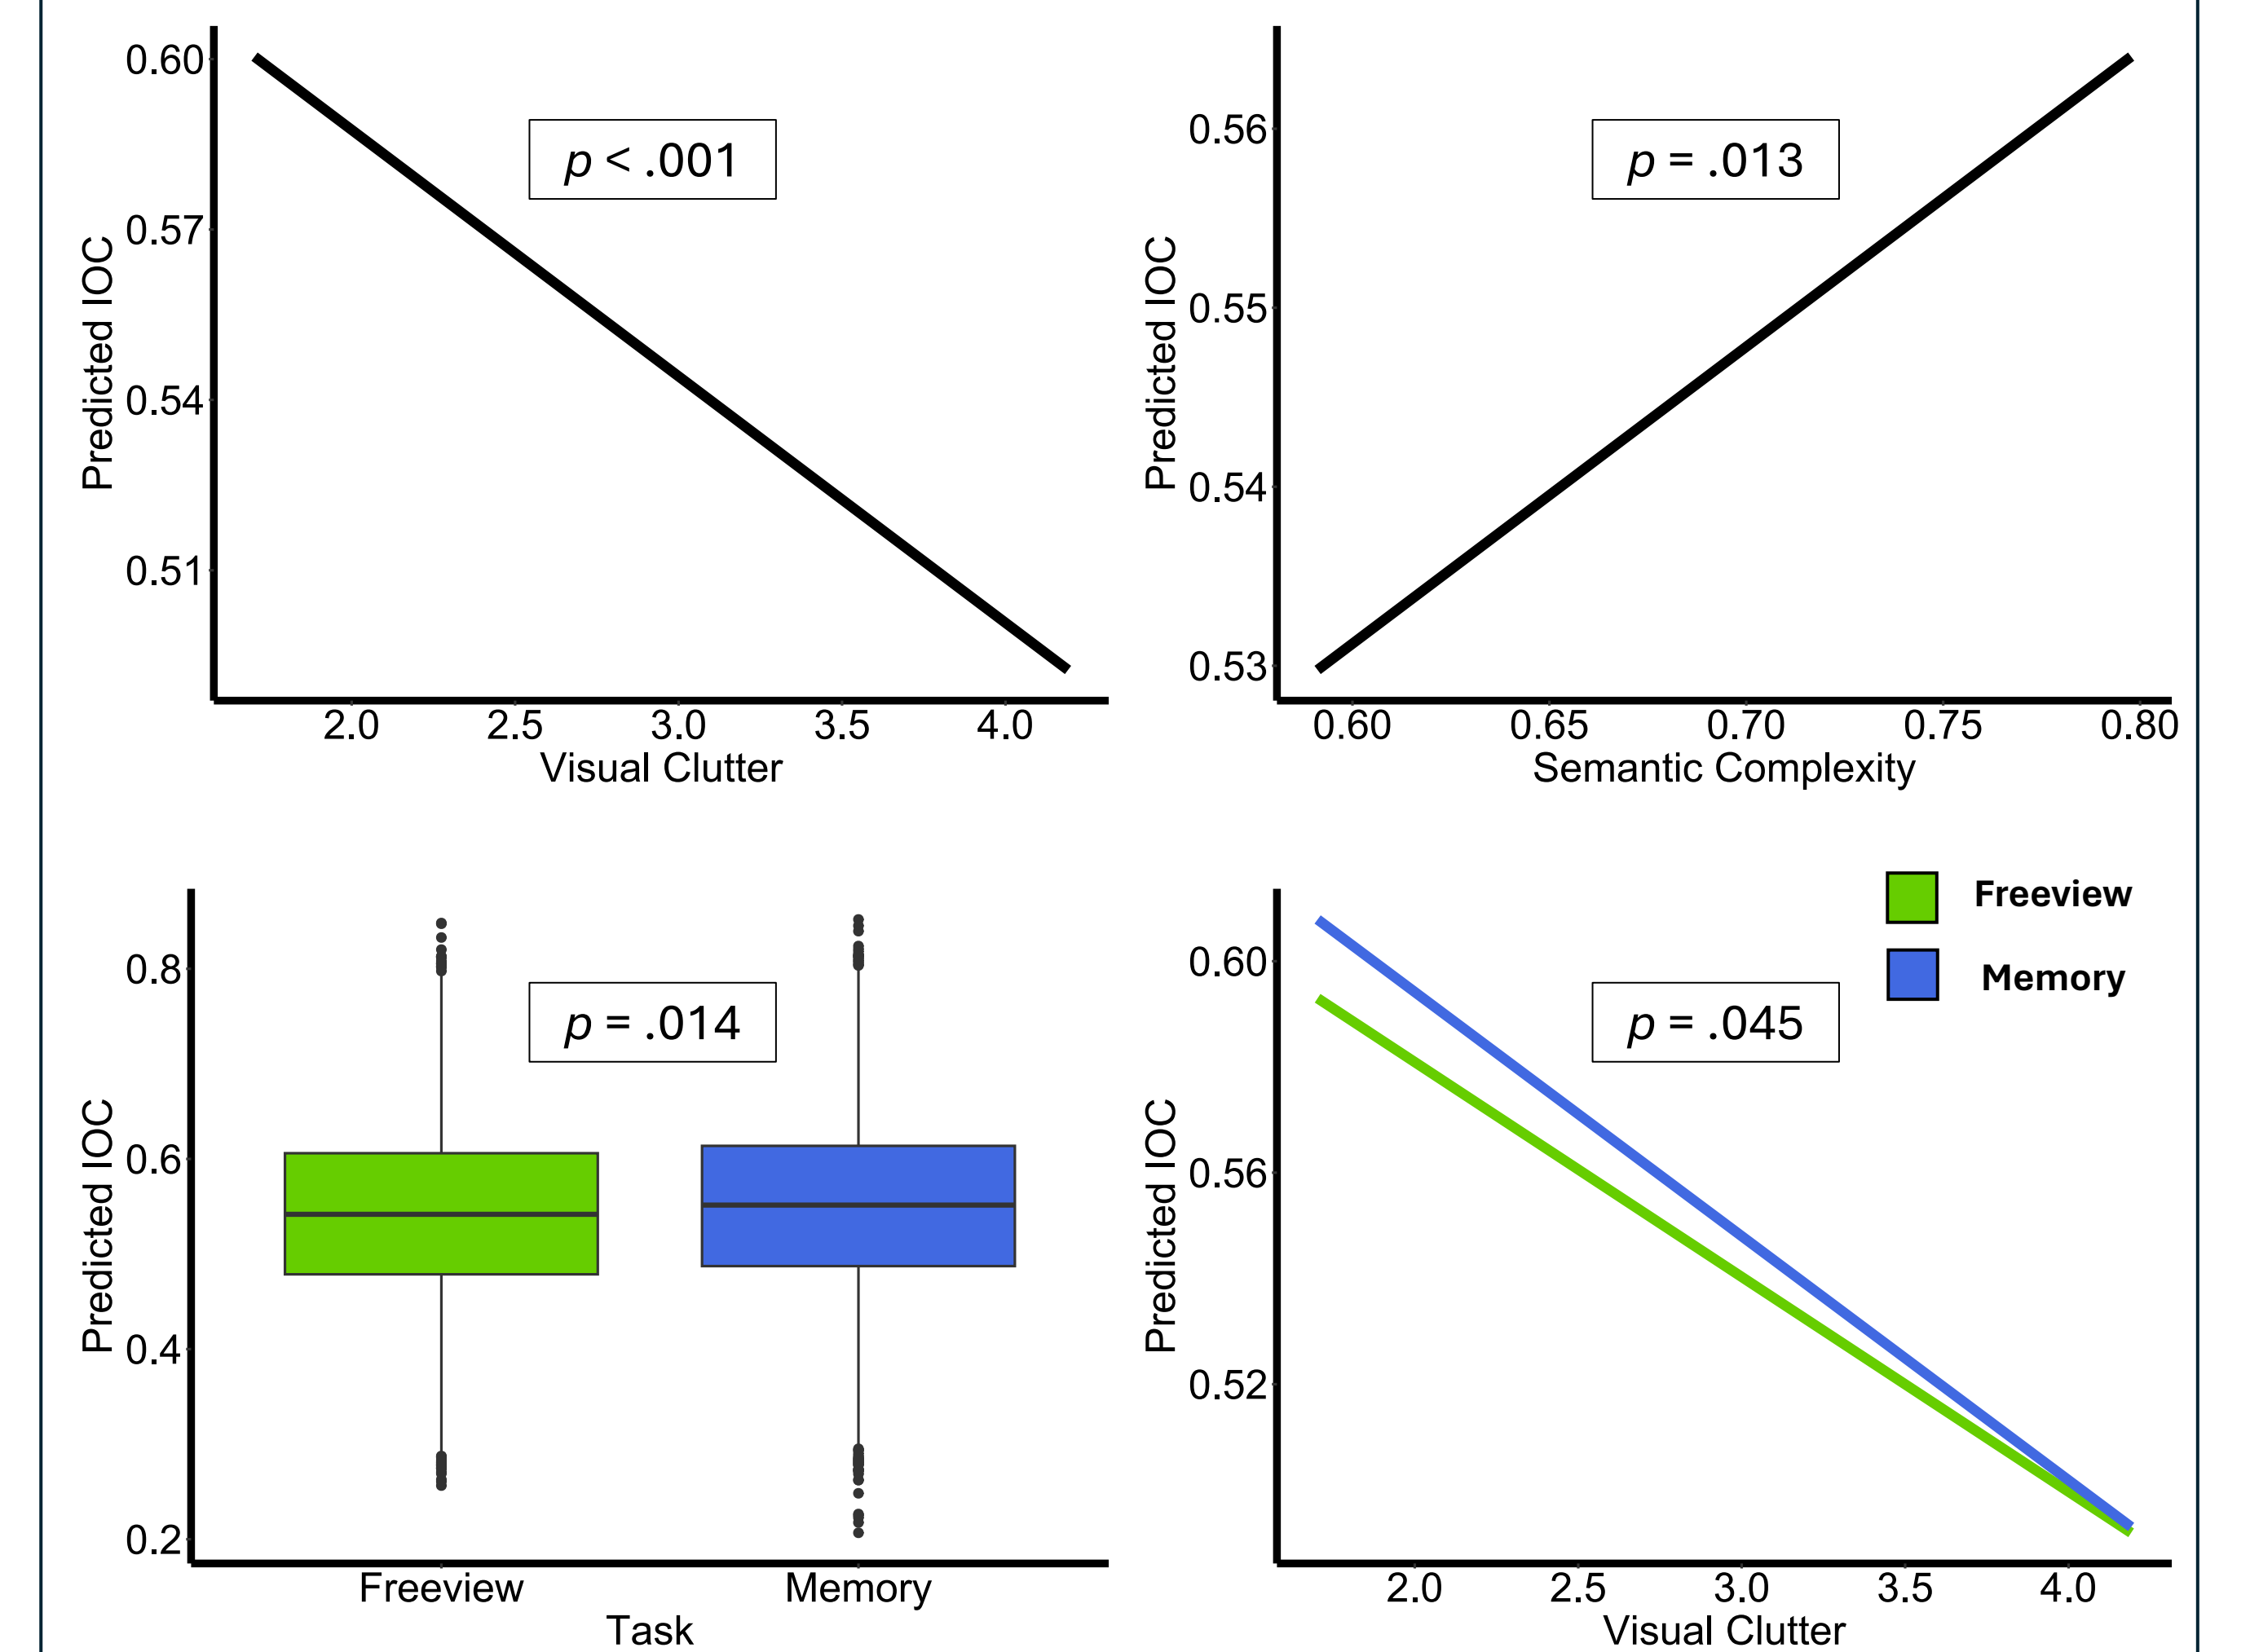 0.60
0.57
0.54
0.51
Predicted IOC
p < .001
2.0 2.5 3.0 3.5 4.0
Visual Clutter
0.56
0.55
0.54
0.53
Predicted IOC
p = .013
0.60 0.65 0.70 0.75 0.80
Semantic Complexity
0.8
0.6
0.4
0.2
Predicted IOC
p = .014
Freeview Memory
Task
Freeview
Memory
0.60
0.56
0.52
Predicted IOC
p = .045
2.0 2.5 3.0 3.5 4.0
Visual Clutter